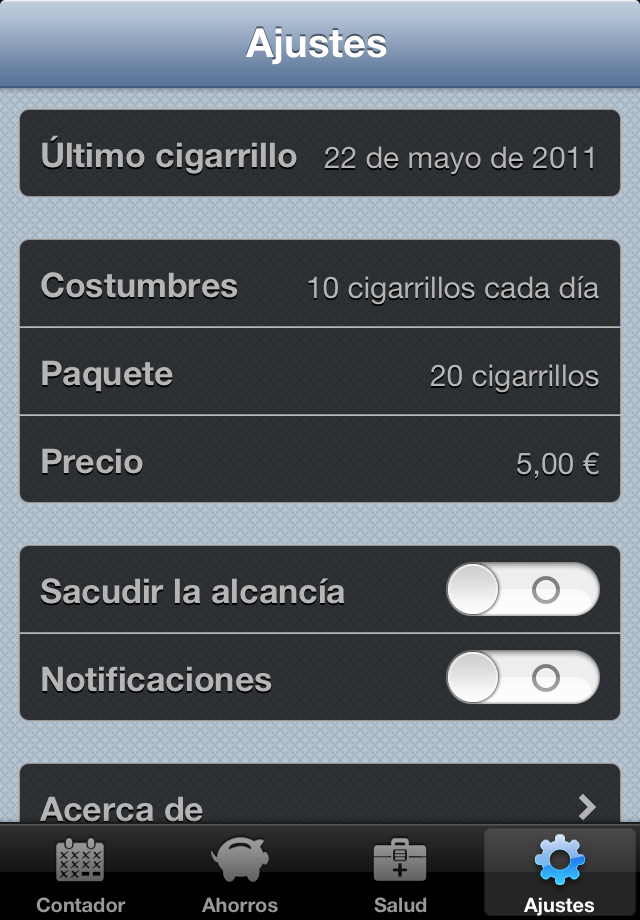 Ajustes
Último cigarrillo 22 de mayo de 2011
Costumbres 10 cigarrillos cada día
Paquete 20 cigarrillos
Precio 5,00 €
Sacudir la alcancía
Notificaciones
Acerca de
Contador Ahorros Salud Ajustes